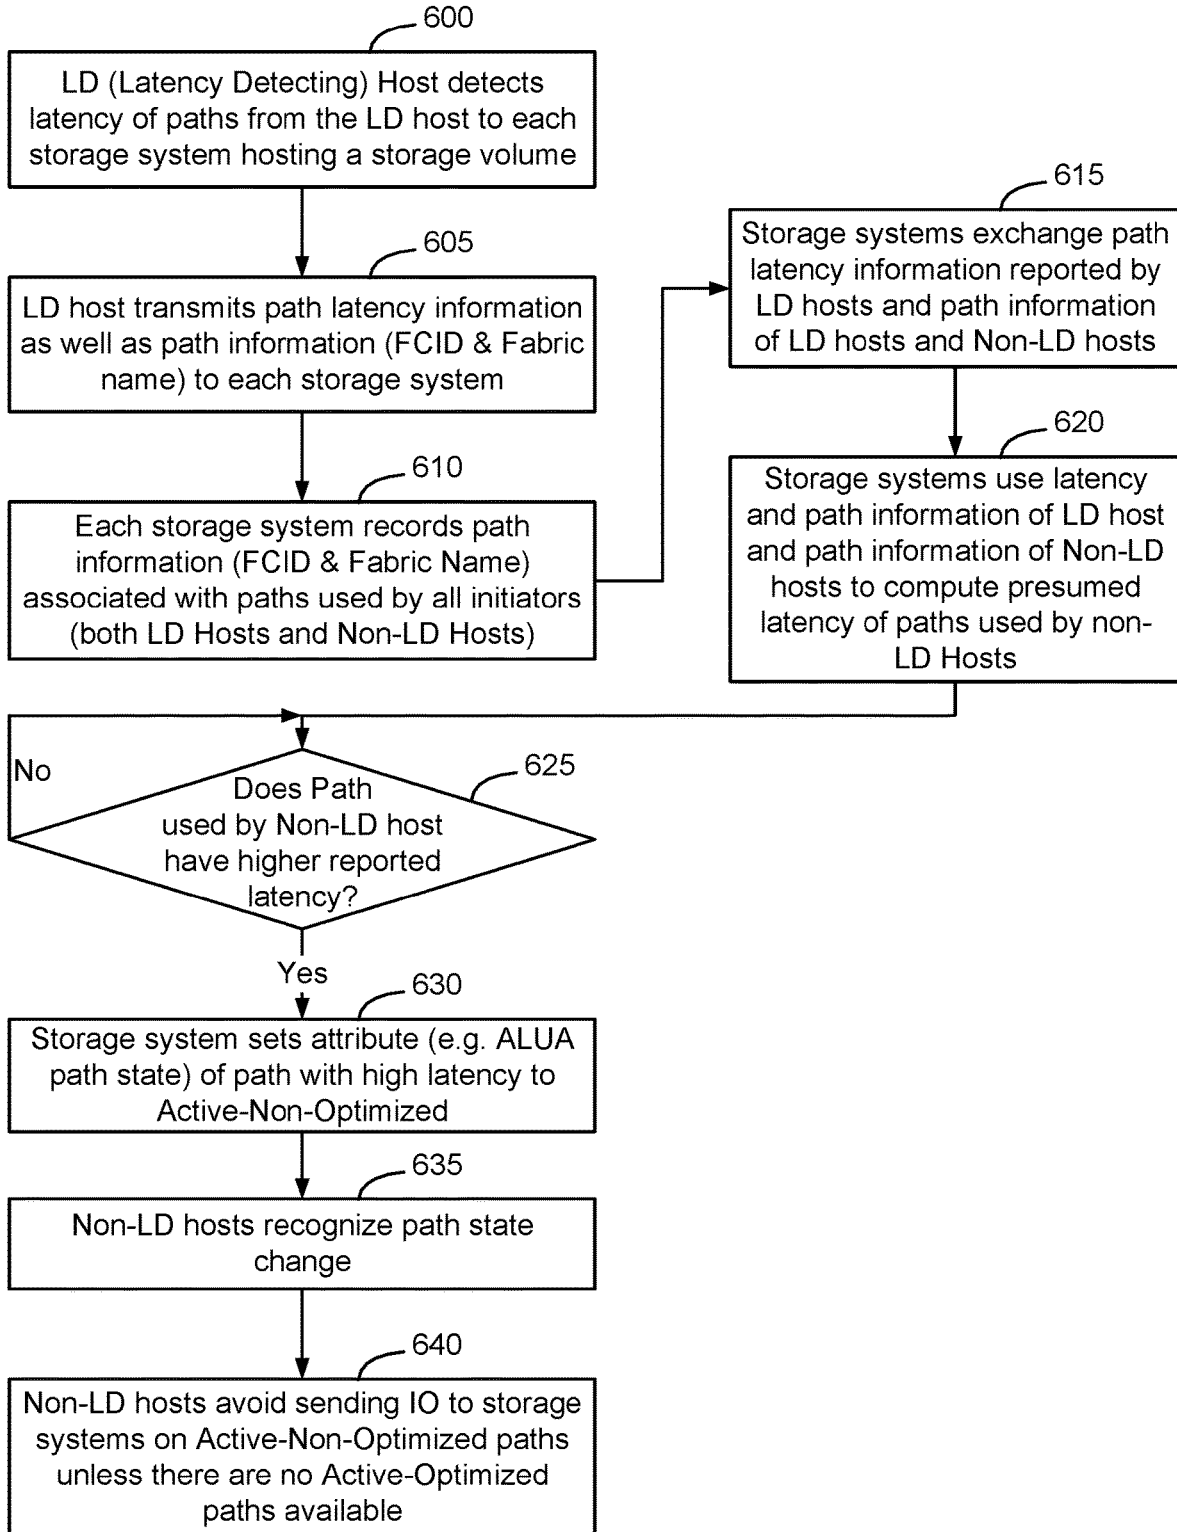 600
LD (Latency Detecting) Host detects
latency of paths from the LD host to each
storage system hosting a storage volume
605
LD host transmits path latency information
as well as path information (FCID & Fabric
name) to each storage system
610
Each storage system records path
information (FCID & Fabric Name)
associated with paths used by all initiators
(both LD Hosts and Non-LD Hosts)
615
Storage systems exchange path
latency information reported by
LD hosts and path information
of LD hosts and Non-LD hosts
620
Storage systems use latency
and path information of LD host
and path information of Non-LD
hosts to compute presumed
latency of paths used by non-
LD Hosts
No
625
Does Path
used by Non-LD host
have higher reported
latency?
Yes
630
Storage system sets attribute (e.g. ALUA
path state) of path with high latency to
Active-Non-Optimized
635
Non-LD hosts recognize path state
change
640
Non-LD hosts avoid sending IO to storage
systems on Active-Non-Optimized paths
unless there are no Active-Optimized
paths available